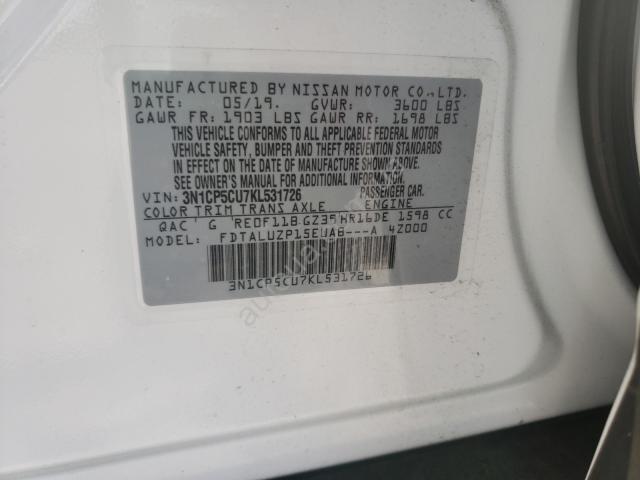 MANUFACTURED BY NISSAN MOTOR CO.,LTD.
DATE: 05/19. GVWR: 3600 LBS
GAWR FR: 1903 LBS GAWR RR: 1698 LBS
THIS VEHICLE CONFORMS TO ALL APPLICABLE FEDERAL MOTOR
VEHICLE SAFETY, BUMPER AND THEFT PREVENTION STANDARDS
IN EFFECT ON THE DATE OF MANUFACTURE SHOWN ABOVE.
SEE OWNERS MANUAL FOR ADDITIONAL INFORMATION
VIN: 3N1CP5CU7KL531726 PASSENGER CAR.
COLOR TRIM TRANS AXLE ENGINE
QAC G RE0F11B GZ39 HR16DE 1598 CC
MODEL: FDTALUZP15EUA8---A 42000
3N1CP5CU7KL531726